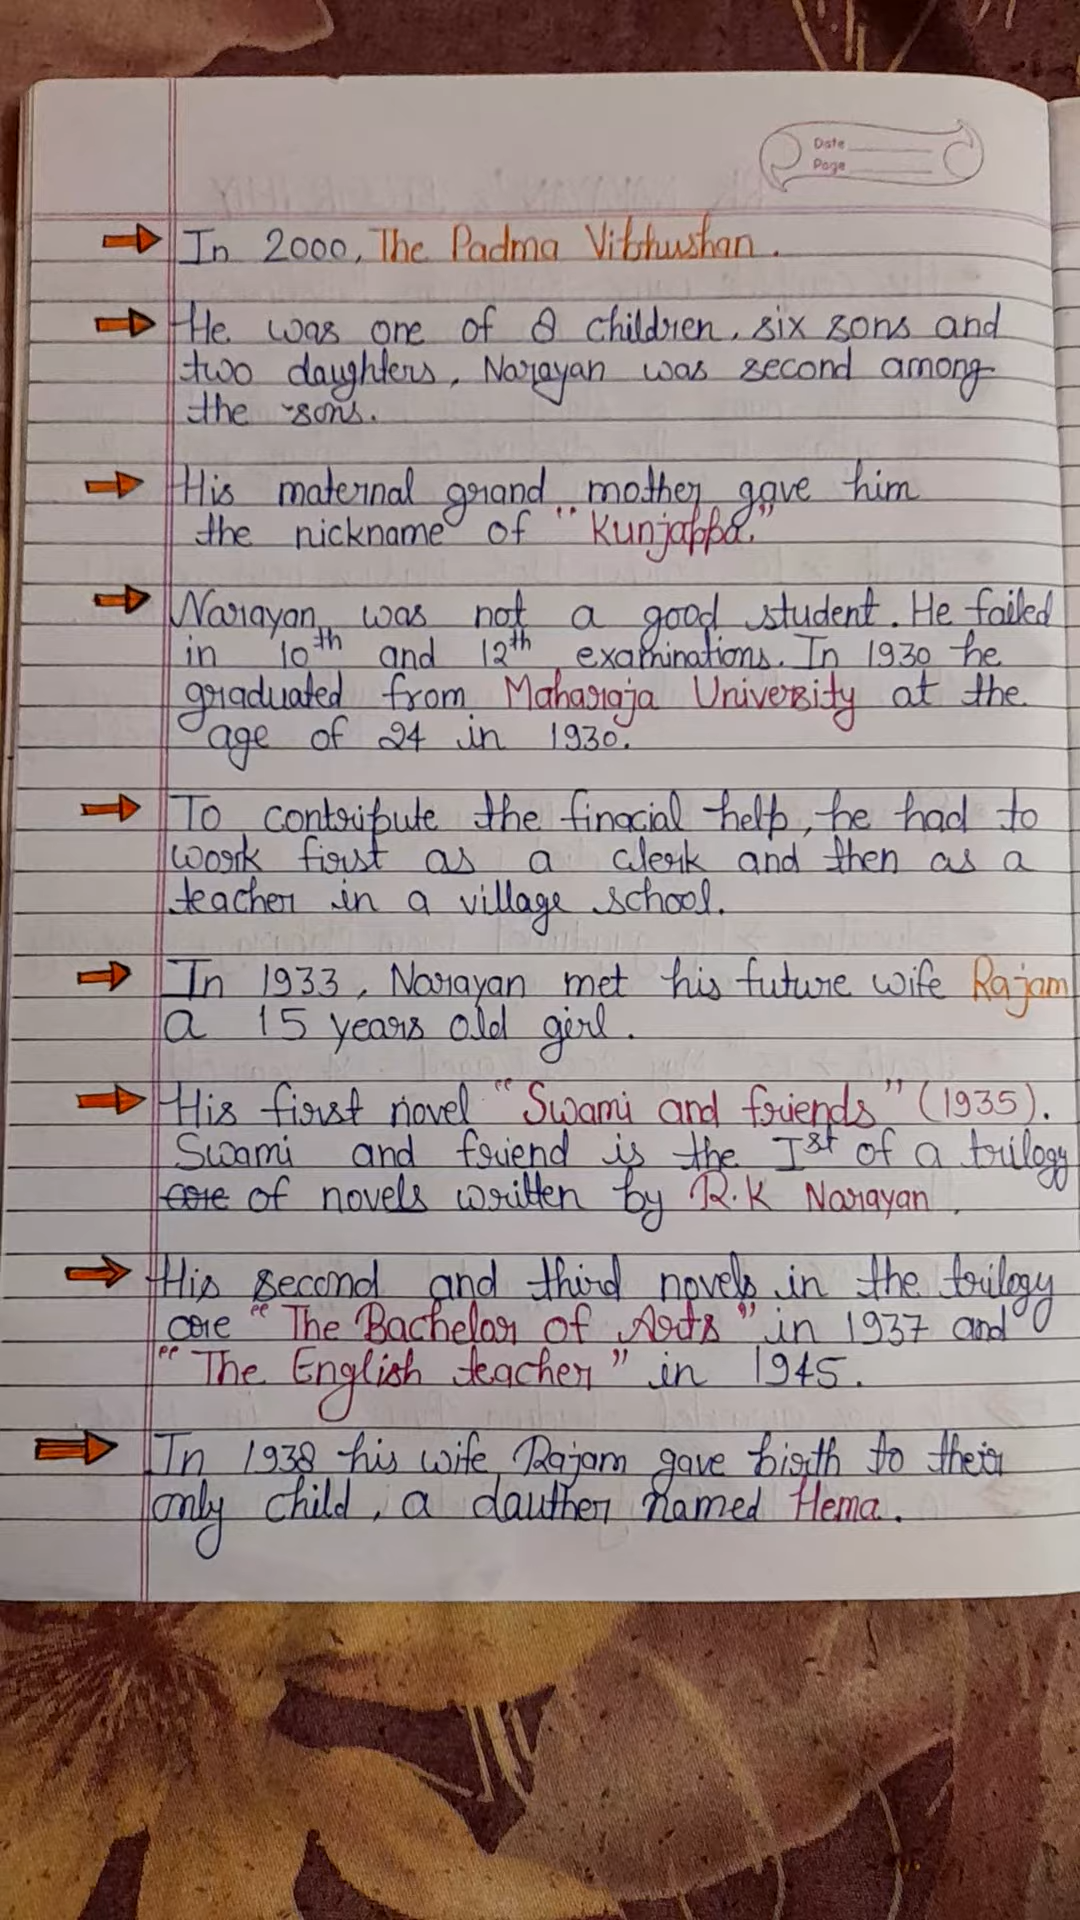 Date
Page
In 2000, The Padma Vibhushan.
He was one of 8 children, six sons and
two daughters, Narayan was second among
the sons.
His maternal grand mother gave him
the nickname of "Kunjappa."
Narayan was not a good student. He failed
in 10th and 12th examinations. In 1930 he
graduated from Maharaja University at the
age of 24 in 1930.
To contribute the finacial help, he had to
work first as a clerk and then as a
teacher in a village school.
In 1933, Narayan met his future wife Rajam
a 15 years old girl.
His first novel "Swami and friends" (1935).
Swami and friend is the Ist of a trilogy
of novels written by R.K Narayan.
His second and third novels in the trilogy
are "The Bachelor of Arts" in 1937 and
"The English teacher" in 1945.
In 1938 his wife Rajam gave birth to their
only child, a dauther named Hema.